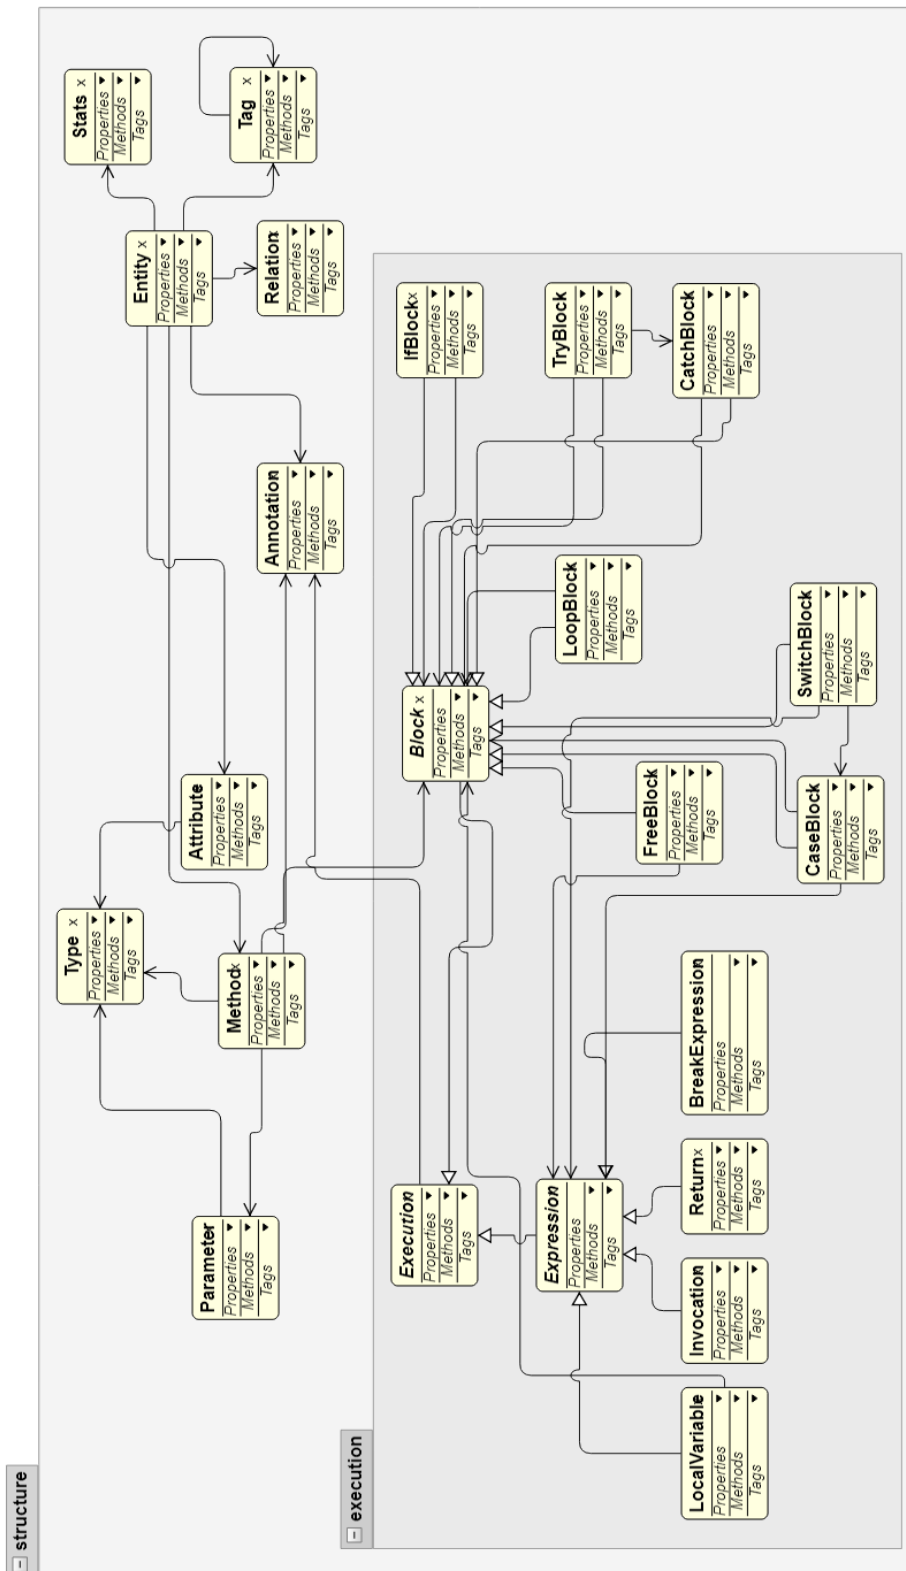 structure
Stats x
Properties
Methods
Tags
Tag x
Properties
Methods
Tags
Entity x
Properties
Methods
Tags
Relation x
Properties
Methods
Tags
Annotation
Properties
Methods
Tags
Attribute
Properties
Methods
Tags
Type x
Properties
Methods
Tags
Method x
Properties
Methods
Tags
Parameter
Properties
Methods
Tags
execution
IfBlock x
Properties
Methods
Tags
TryBlock
Properties
Methods
Tags
CatchBlock
Properties
Methods
Tags
LoopBlock
Properties
Methods
Tags
Block x
Properties
Methods
Tags
SwitchBlock
Properties
Methods
Tags
FreeBlock
Properties
Methods
Tags
CaseBlock
Properties
Methods
Tags
Execution
Properties
Methods
Tags
Expression
Properties
Methods
Tags
BreakExpression
Properties
Methods
Tags
Return x
Properties
Methods
Tags
Invocation
Properties
Methods
Tags
LocalVariable
Properties
Methods
Tags